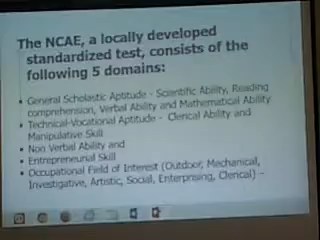 The NCAE, a locally developed
standardized test, consists of the
following 5 domains:
• General Scholastic Aptitude - Scientific Ability, Reading
comprehension, Verbal Ability and Mathematical Ability
• Technical-Vocational Aptitude - Clerical Ability and
Manipulative Skill
• Non Verbal Ability and
• Entrepreneurial Skill
• Occupational Field of Interest (Outdoor, Mechanical,
Investigative, Artistic, Social, Enterprising, Clerical) –